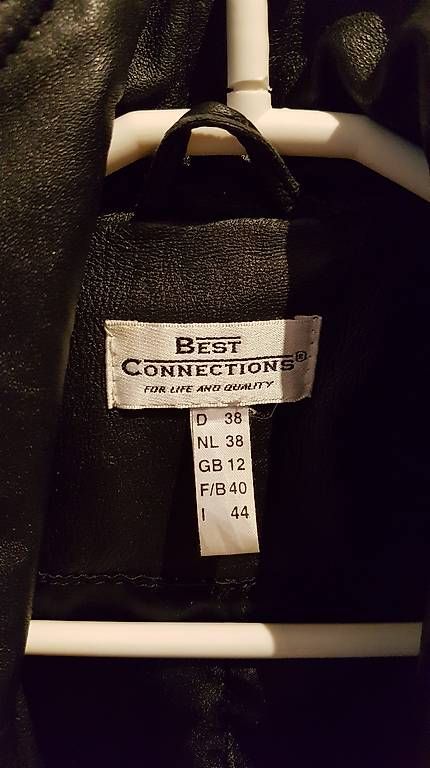 BEST
CONNECTIONS®
FOR LIFE AND QUALITY
D 38
NL 38
GB 12
F/B 40
I 44